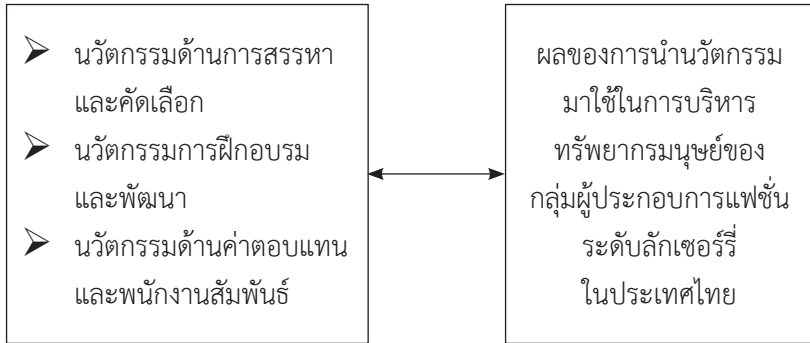 นวัตกรรมด้านการสรรหา
และคัดเลือก
นวัตกรรมการฝึกอบรม
และพัฒนา
นวัตกรรมด้านค่าตอบแทน
และพนักงานสัมพันธ์
ผลของการนำนวัตกรรม
มาใช้ในการบริหาร
ทรัพยากรมนุษย์ของ
กลุ่มผู้ประกอบการแฟชั่น
ระดับลักเซอร์รี่
ในประเทศไทย